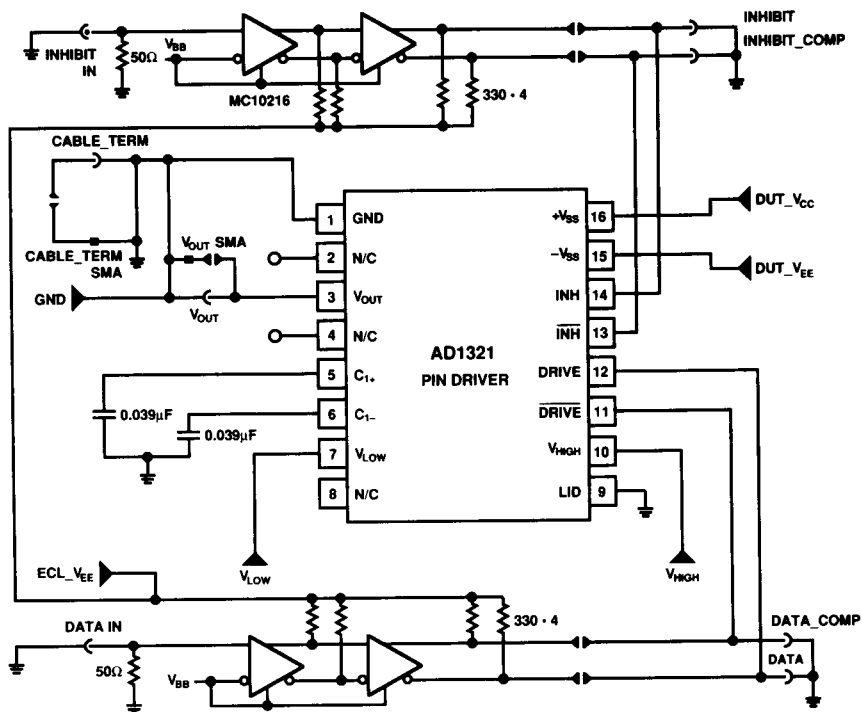 INHIBIT
INHIBIT_COMP
INHIBIT
IN
50Ω
VBB
MC10216
330 • 4
CABLE_TERM
CABLE_TERM
SMA
VOUT SMA
GND
VOUT
1 GND
2 N/C
3 VOUT
4 N/C
5 C1+
6 C1–
7 VLOW
8 N/C
AD1321
PIN DRIVER
+VSS 16
–VSS 15
INH 14
INH 13
DRIVE 12
DRIVE 11
VHIGH 10
LID 9
DUT_VCC
DUT_VEE
0.039μF
0.039μF
VLOW
VHIGH
ECL_VEE
DATA IN
50Ω
VBB
330 • 4
DATA_COMP
DATA